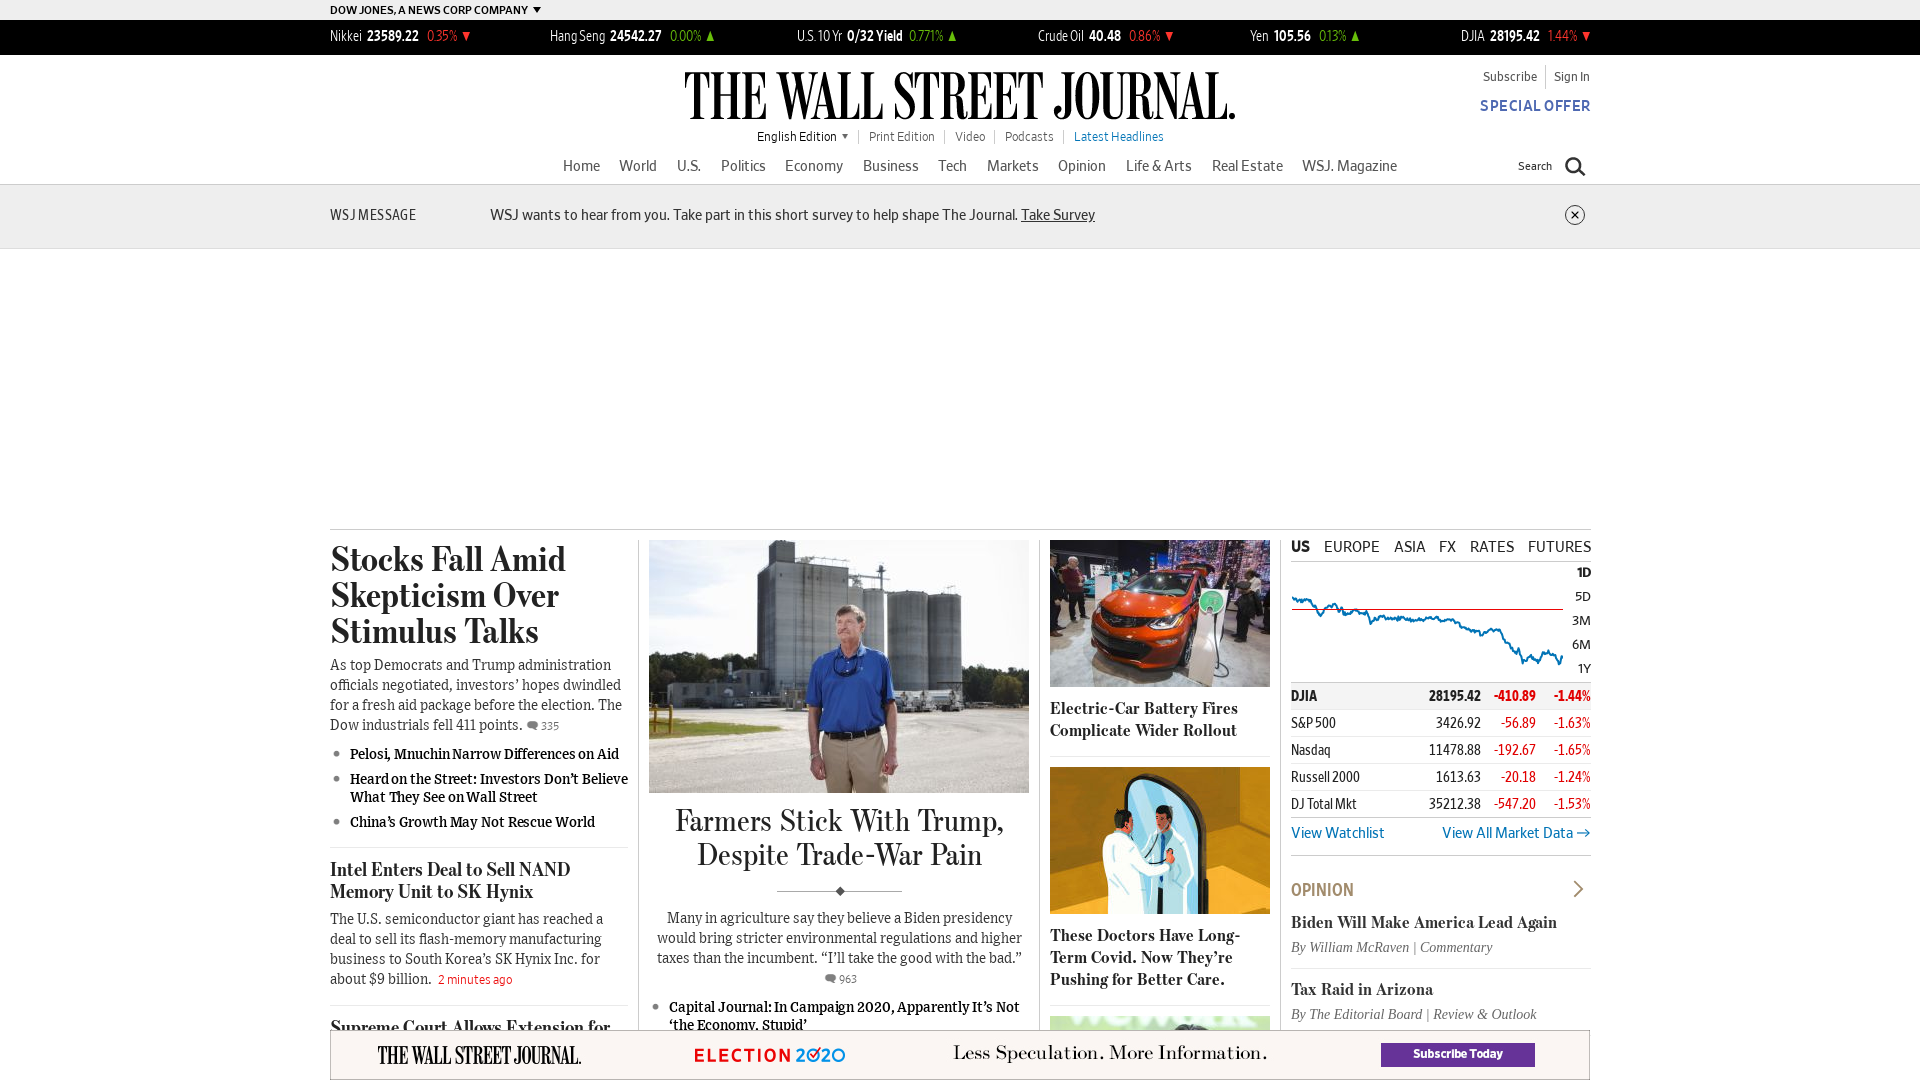 DOW JONES, A NEWS CORP COMPANY
Nikkei 23589.22 0.35% Hang Seng 24542.27 0.00% U.S. 10 Yr 0/32 Yield 0.771% Crude Oil 40.48 0.86% Yen 105.56 0.13% DJIA 28195.42 1.44%
THE WALL STREET JOURNAL.
Subscribe Sign In
SPECIAL OFFER
English Edition Print Edition Video Podcasts Latest Headlines
Home World U.S. Politics Economy Business Tech Markets Opinion Life & Arts Real Estate WSJ. Magazine Search
WSJ MESSAGE WSJ wants to hear from you. Take part in this short survey to help shape The Journal. Take Survey
Stocks Fall Amid
Skepticism Over
Stimulus Talks
As top Democrats and Trump administration
officials negotiated, investors’ hopes dwindled
for a fresh aid package before the election. The
Dow industrials fell 411 points. 335
Pelosi, Mnuchin Narrow Differences on Aid
Heard on the Street: Investors Don’t Believe
What They See on Wall Street
China’s Growth May Not Rescue World
Intel Enters Deal to Sell NAND
Memory Unit to SK Hynix
The U.S. semiconductor giant has reached a
deal to sell its flash-memory manufacturing
business to South Korea’s SK Hynix Inc. for
about $9 billion. 2 minutes ago
Supreme Court Allows Extension for
Farmers Stick With Trump,
Despite Trade-War Pain
Many in agriculture say they believe a Biden presidency
would bring stricter environmental regulations and higher
taxes than the incumbent. “I’ll take the good with the bad.”
963
Capital Journal: In Campaign 2020, Apparently It’s Not
‘the Economy, Stupid’
Electric-Car Battery Fires
Complicate Wider Rollout
These Doctors Have Long-
Term Covid. Now They’re
Pushing for Better Care.
wework
US EUROPE ASIA FX RATES FUTURES
1D
5D
3M
6M
1Y
DJIA 28195.42 -410.89 -1.44%
S&P 500 3426.92 -56.89 -1.63%
Nasdaq 11478.88 -192.67 -1.65%
Russell 2000 1613.63 -20.18 -1.24%
DJ Total Mkt 35212.38 -547.20 -1.53%
View Watchlist View All Market Data
OPINION
Biden Will Make America Lead Again
By William McRaven | Commentary
Tax Raid in Arizona
By The Editorial Board | Review & Outlook
THE WALL STREET JOURNAL. ELECTION 2020 Less Speculation. More Information. Subscribe Today